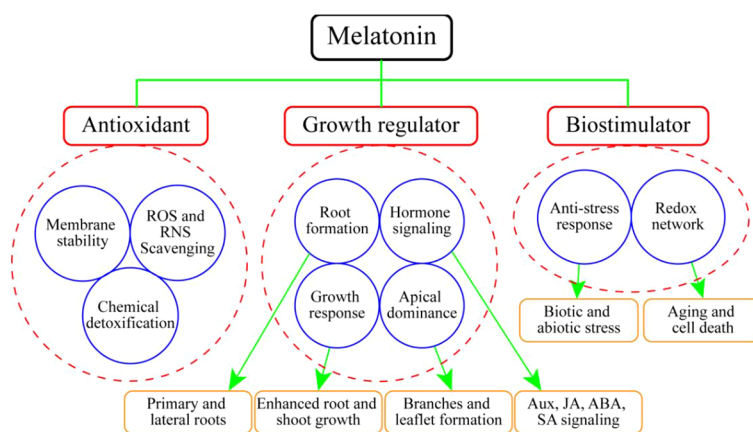 Melatonin
Antioxidant
Growth regulator
Biostimulator
Membrane
stability
ROS and
RNS
Scavenging
Chemical
detoxification
Root
formation
Hormone
signaling
Growth
response
Apical
dominance
Anti-stress
response
Redox
network
Biotic and
abiotic stress
Aging and
cell death
Primary and
lateral roots
Enhanced root and
shoot growth
Branches and
leaflet formation
Aux, JA, ABA,
SA signaling